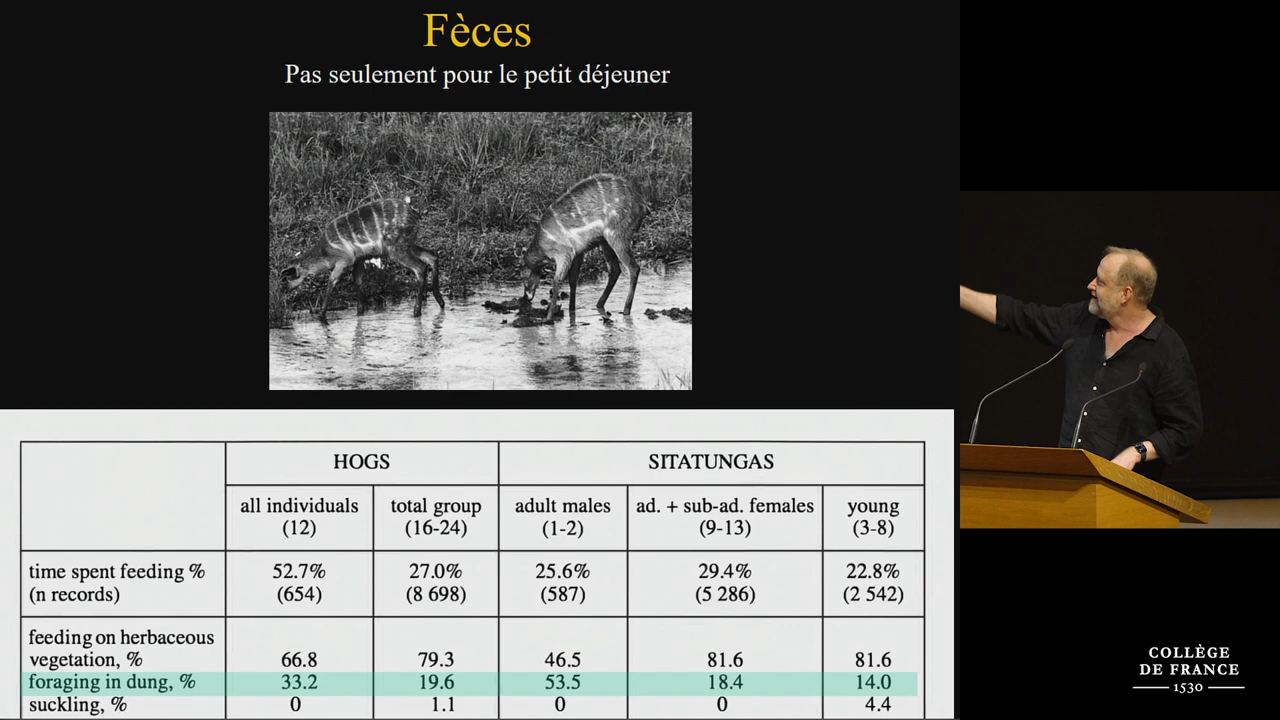 Fèces
Pas seulement pour le petit déjeuner
HOGS SITATUNGAS
all individuals total group adult males ad. + sub-ad. females young
(12) (16-24) (1-2) (9-13) (3-8)
time spent feeding % 52.7% 27.0% 25.6% 29.4% 22.8%
(n records) (654) (8 698) (587) (5 286) (2 542)
feeding on herbaceous
vegetation, % 66.8 79.3 46.5 81.6 81.6
foraging in dung, % 33.2 19.6 53.5 18.4 14.0
suckling, % 0 1.1 0 0 4.4
COLLÈGE
DE FRANCE
1530